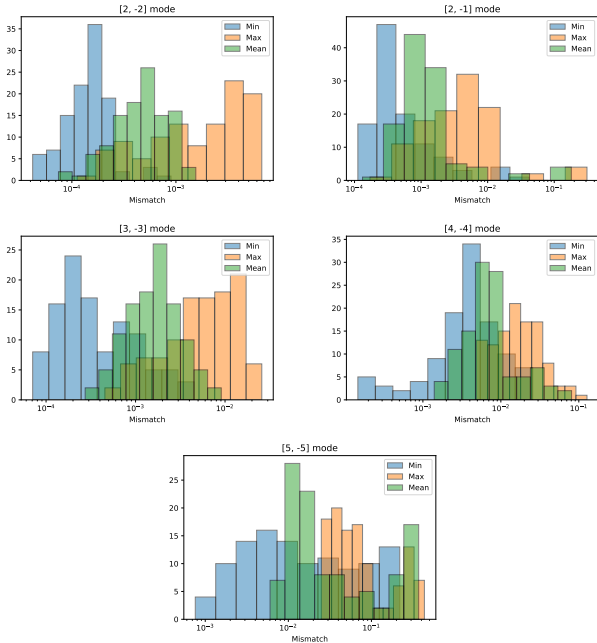 [2, -2] mode
35
30
25
20
15
10
5
0
10⁻⁴
10⁻³
Mismatch
Min
Max
Mean
[2, -1] mode
40
30
20
10
0
10⁻⁴
10⁻³
10⁻²
10⁻¹
Mismatch
Min
Max
Mean
[3, -3] mode
25
20
15
10
5
0
10⁻⁴
10⁻³
10⁻²
Mismatch
Min
Max
Mean
[4, -4] mode
35
30
25
20
15
10
5
0
10⁻³
10⁻²
10⁻¹
Mismatch
Min
Max
Mean
[5, -5] mode
25
20
15
10
5
0
10⁻³
10⁻²
10⁻¹
Mismatch
Min
Max
Mean